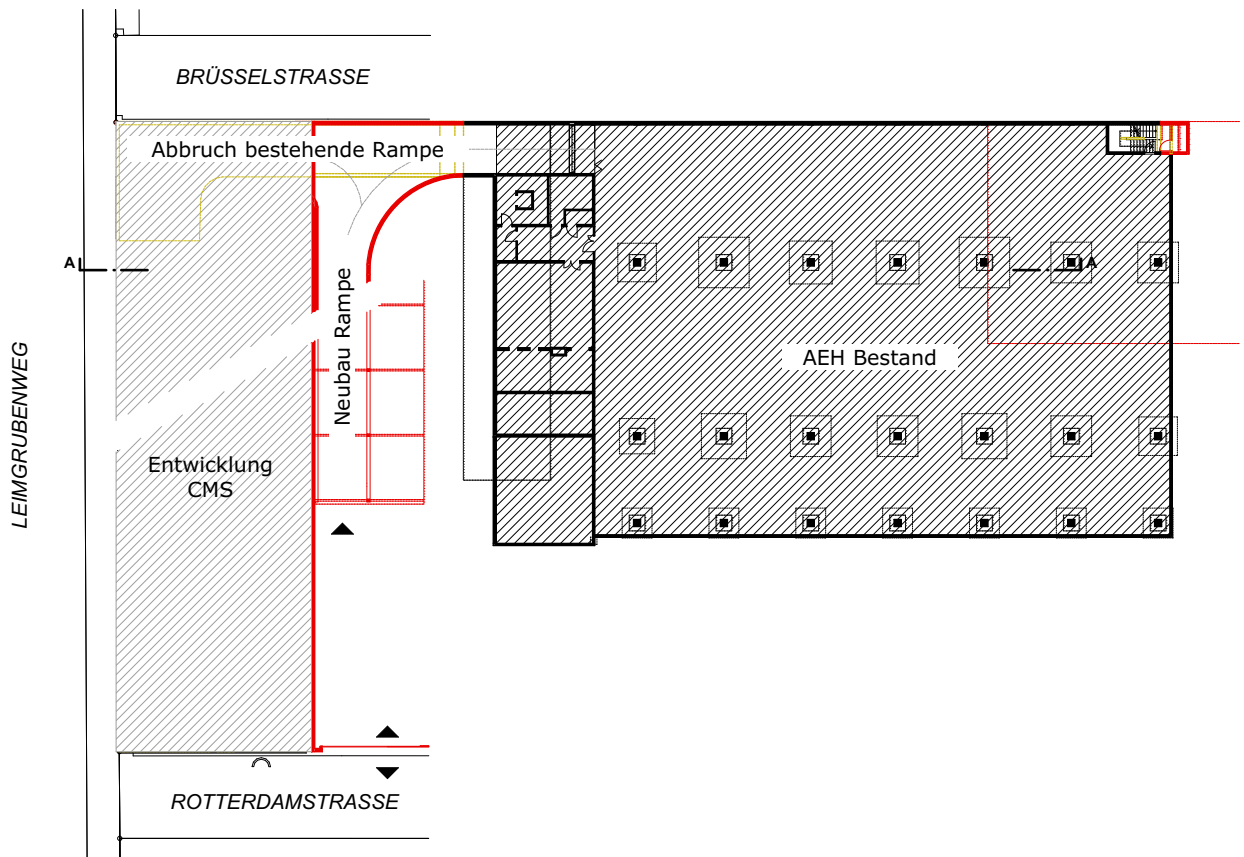 BRÜSSELSTRASSE
Abbruch bestehende Rampe
A
A
Neubau Rampe
LEIMGRUBENWEG
AEH Bestand
Entwicklung
CMS
ROTTERDAMSTRASSE